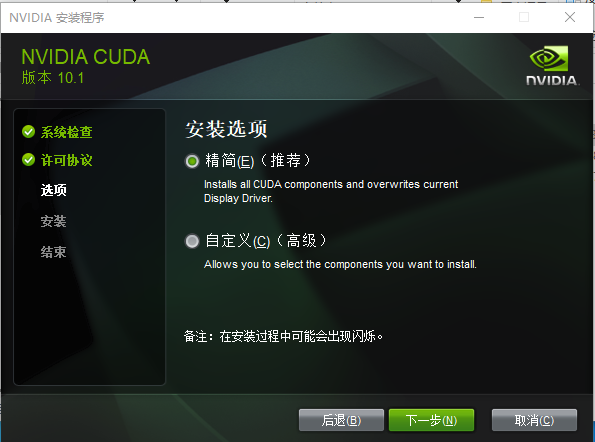 NVIDIA 安装程序
NVIDIA CUDA
版本 10.1
NVIDIA.
系统检查
许可协议
选项
安装
结束
安装选项
精简(E)（推荐）
Installs all CUDA components and overwrites current
Display Driver.
自定义(C)（高级）
Allows you to select the components you want to install.
备注：在安装过程中可能会出现闪烁。
后退(B)
下一步(N)
取消(C)